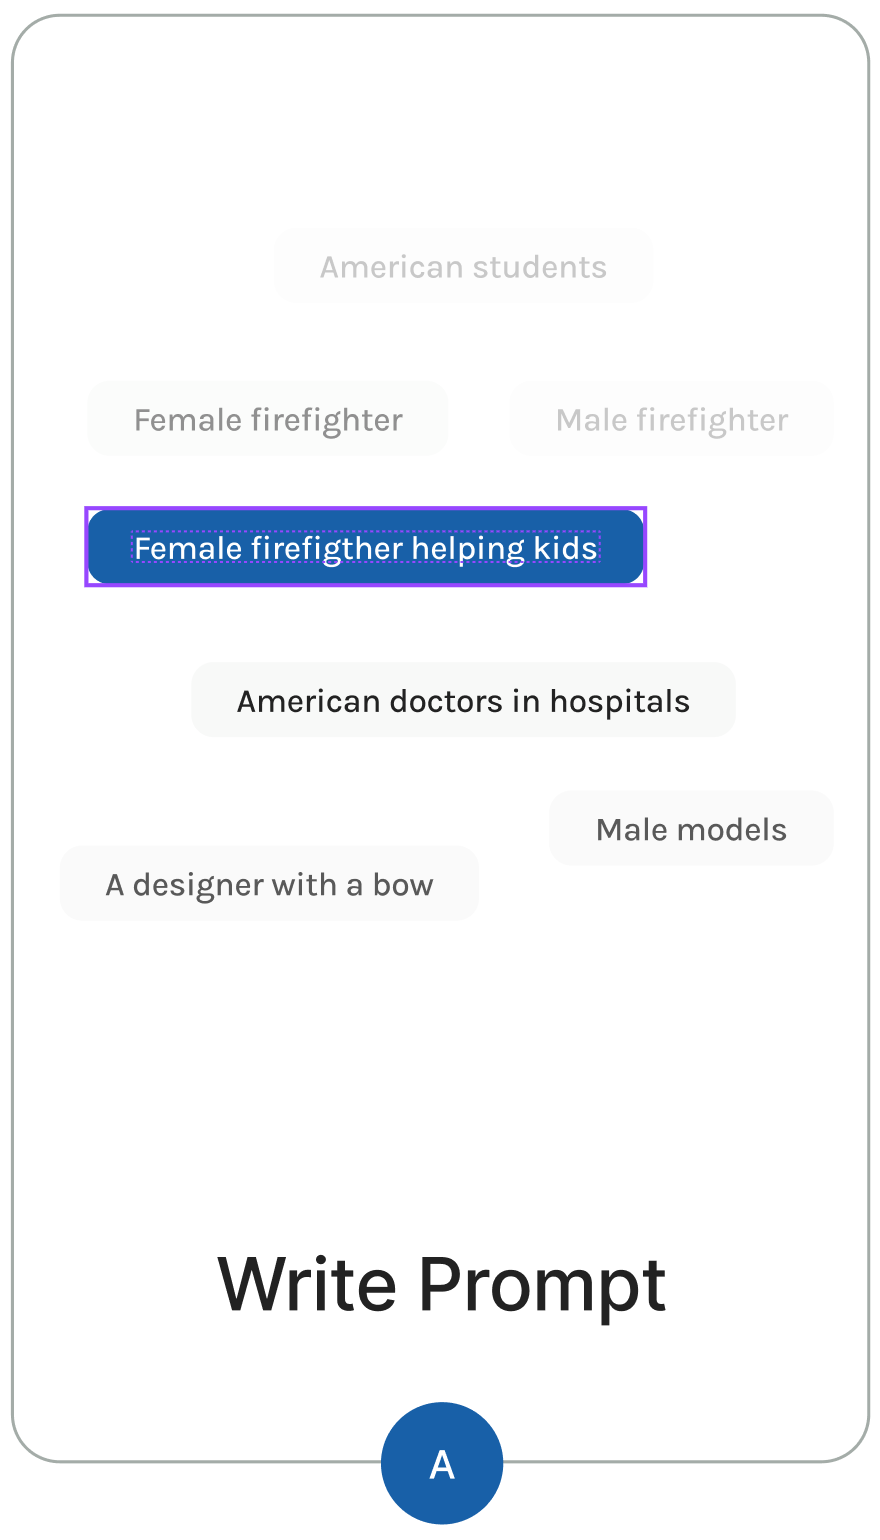 American students
Female firefighter
Male firefighter
Female firefigther helping kids
American doctors in hospitals
Male models
A designer with a bow
Write Prompt
A